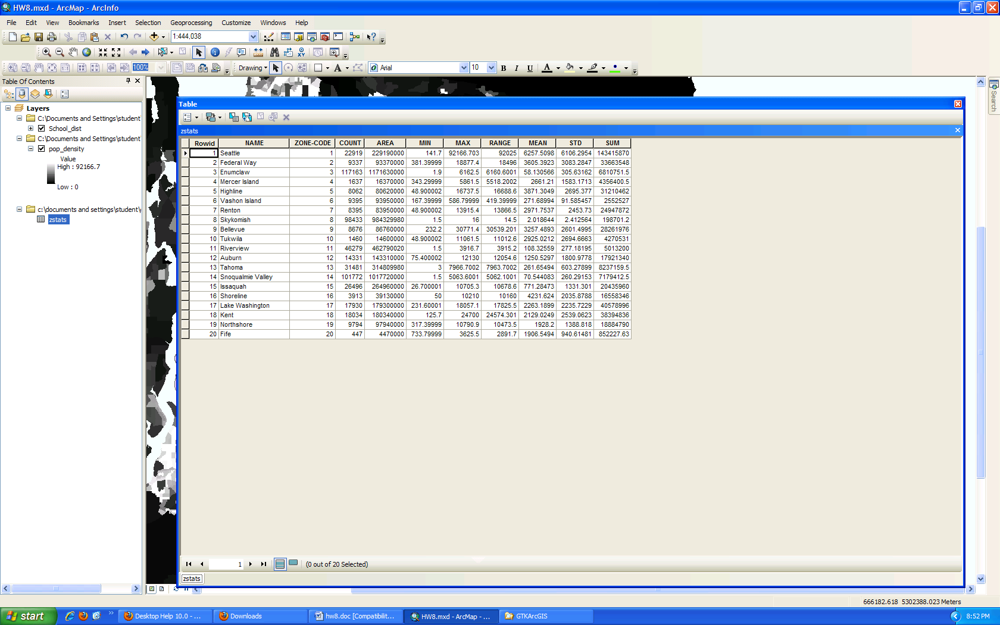 HW8.mxd - ArcMap - ArcInfo
File Edit View Bookmarks Insert Selection Geoprocessing Customize Windows Help
1:444,038
100% Drawing Arial 10 B I U A
Table Of Contents
Layers
C:\Documents and Settings\student\
School_dist
C:\Documents and Settings\student\
pop_density
Value
High : 92166.7
Low : 0
c:\documents and settings\student\
zstats
Search
Table
zstats
Rowid NAME ZONE-CODE COUNT AREA MIN MAX RANGE MEAN STD SUM
1 Seattle 1 22919 229190000 141.7 92166.703 92025 6257.5098 6106.2954 143415870
2 Federal Way 2 9337 93370000 381.39999 18877.4 18496 3605.3923 3083.2847 33663548
3 Enumclaw 3 117163 1171630000 1.9 6162.5 6160.6001 58.130566 305.63162 6810751.5
4 Mercer Island 4 1637 16370000 343.29999 5861.5 5518.2002 2661.21 1583.1713 4356400.5
5 Highline 5 8062 80620000 48.900002 16737.5 16688.6 3871.3049 2695.377 31210462
6 Vashon Island 6 9395 93950000 167.39999 586.79999 419.39999 271.68994 91.585457 2552527
7 Renton 7 8395 83950000 48.900002 13915.4 13866.5 2971.7537 2453.73 24947872
8 Skykomish 8 98433 984329980 1.5 16 14.5 2.018644 2.412564 198701.2
9 Bellevue 9 8676 86760000 232.2 30771.4 30539.201 3257.4893 2601.4995 28261976
10 Tukwila 10 1460 14600000 48.900002 11061.5 11012.6 2925.0212 2694.6663 4270531
11 Riverview 11 46279 462790020 1.5 3916.7 3915.2 108.32559 277.18195 5013200
12 Auburn 12 14331 143310000 75.400002 12130 12054.6 1250.5297 1800.9778 17921340
13 Tahoma 13 31481 314809980 3 7966.7002 7963.7002 261.65494 603.27899 8237159.5
14 Snoqualmie Valley 14 101772 1017720000 1.5 5063.6001 5062.1001 70.544083 260.29153 7179412.5
15 Issaquah 15 26496 264960000 26.700001 10705.3 10678.6 771.28473 1331.301 20435960
16 Shoreline 16 3913 39130000 50 10210 10160 4231.624 2035.8788 16558346
17 Lake Washington 17 17930 179300000 231.60001 18057.1 17825.5 2263.1899 2235.7229 40578996
18 Kent 18 18034 180340000 125.7 24700 24574.301 2129.0249 2539.0623 38394836
19 Northshore 19 9794 97940000 317.39999 10790.9 10473.5 1928.2 1388.818 18884790
20 Fife 20 447 4470000 733.79999 3625.5 2891.7 1906.5494 940.61481 852227.63
1 (0 out of 20 Selected)
zstats
666182.618 5302388.023 Meters
start Desktop Help 10.0 - ... Downloads hw8.doc [Compatibilit... HW8.mxd - ArcMap - ... GTKArcGIS 8:52 PM